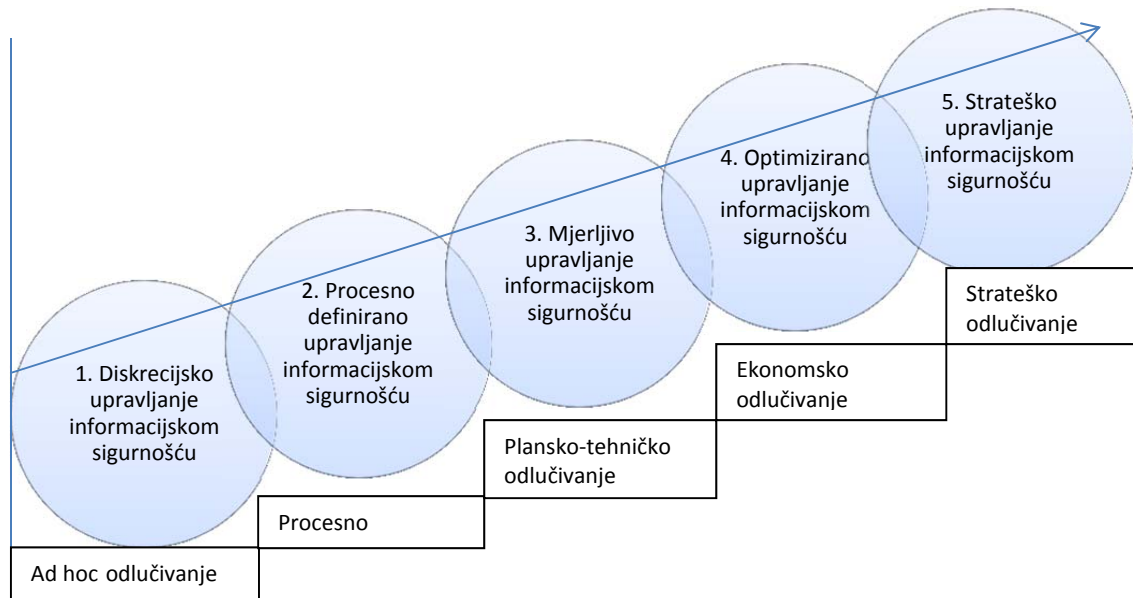 1. Diskrecijsko
upravljanje
informacijskom
sigurnošću
2. Procesno
definirano
upravljanje
informacijskom
sigurnošću
3. Mjerljivo
upravljanje
informacijskom
sigurnošću
4. Optimizirano
upravljanje
informacijskom
sigurnošću
5. Strateško
upravljanje
informacijskom
sigurnošću
Ad hoc odlučivanje
Procesno
Plansko-tehničko
odlučivanje
Ekonomsko
odlučivanje
Strateško
odlučivanje